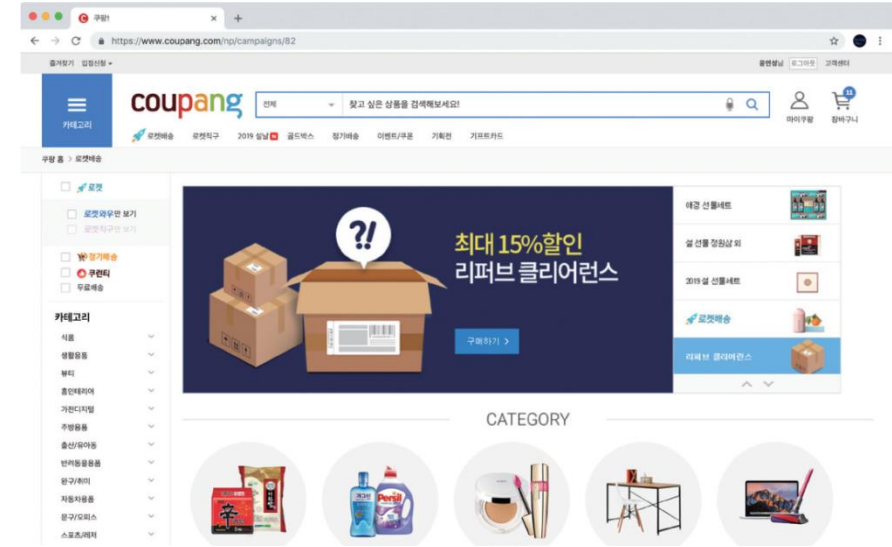 쿠팡!
https://www.coupang.com/np/campaigns/82
즐겨찾기 입점신청
로그아웃 고객센터
카테고리
coupang
전체
찾고 싶은 상품을 검색해보세요!
마이쿠팡
11
장바구니
로켓배송 로켓직구 2019 설날 N 골드박스 정기배송 이벤트/쿠폰 기획전 기프트카드
쿠팡 홈 > 로켓배송
로켓
로켓와우만 보기
로켓직구만 보기
정기배송
쿠런티
무료배송
카테고리
식품
생활용품
뷰티
홈인테리어
가전디지털
주방용품
출산/유아동
반려동물용품
완구/취미
자동차용품
문구/오피스
스포츠/레저
?!
최대 15%할인
리퍼브 클리어런스
구매하기 >
애경 선물세트
설 선물 정원삼 외
2019 설 선물세트
로켓배송
리퍼브 클리어런스
CATEGORY
辛
Persil